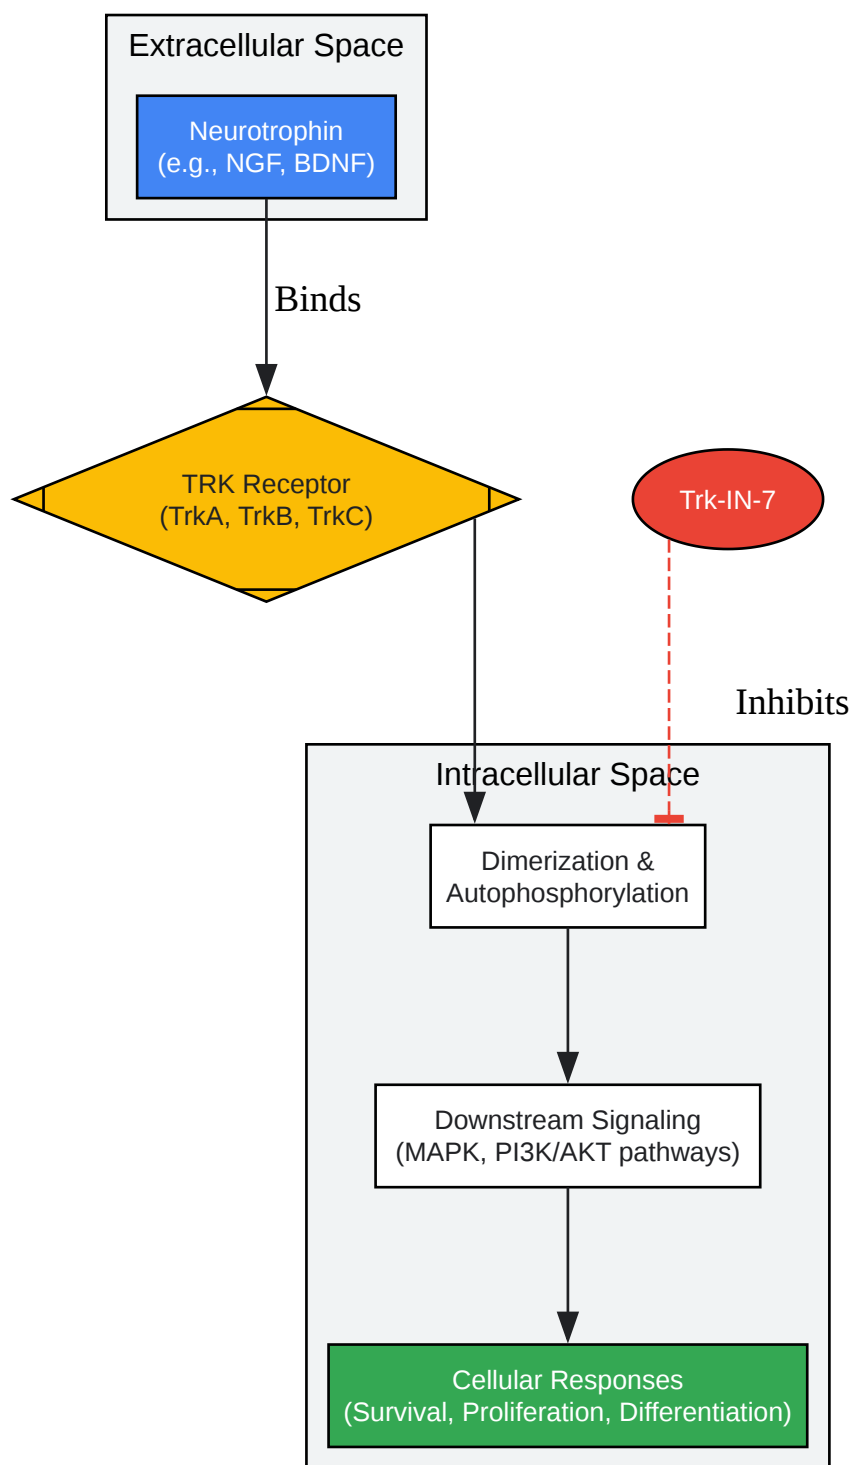 Extracellular Space
Neurotrophin
(e.g., NGF, BDNF)
Binds
TRK Receptor
(TrkA, TrkB, TrkC)
Trk-IN-7
Inhibits
Intracellular Space
Dimerization &
Autophosphorylation
Downstream Signaling
(MAPK, PI3K/AKT pathways)
Cellular Responses
(Survival, Proliferation, Differentiation)